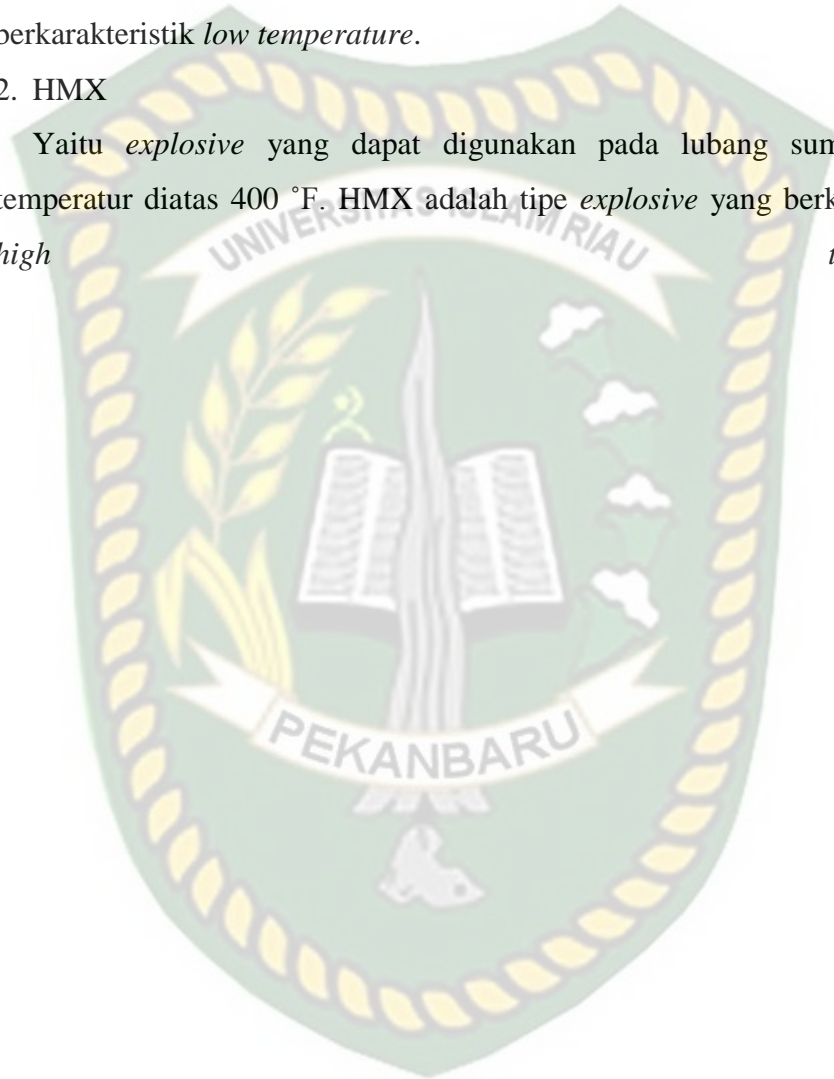 berkarakteristik low temperature.
2. HMX
Yaitu explosive yang dapat digunakan pada lubang sum
temperatur diatas 400 ˚F. HMX adalah tipe explosive yang berk
high t
UNIVERSITAS ISLAM RIAU
PEKANBARU